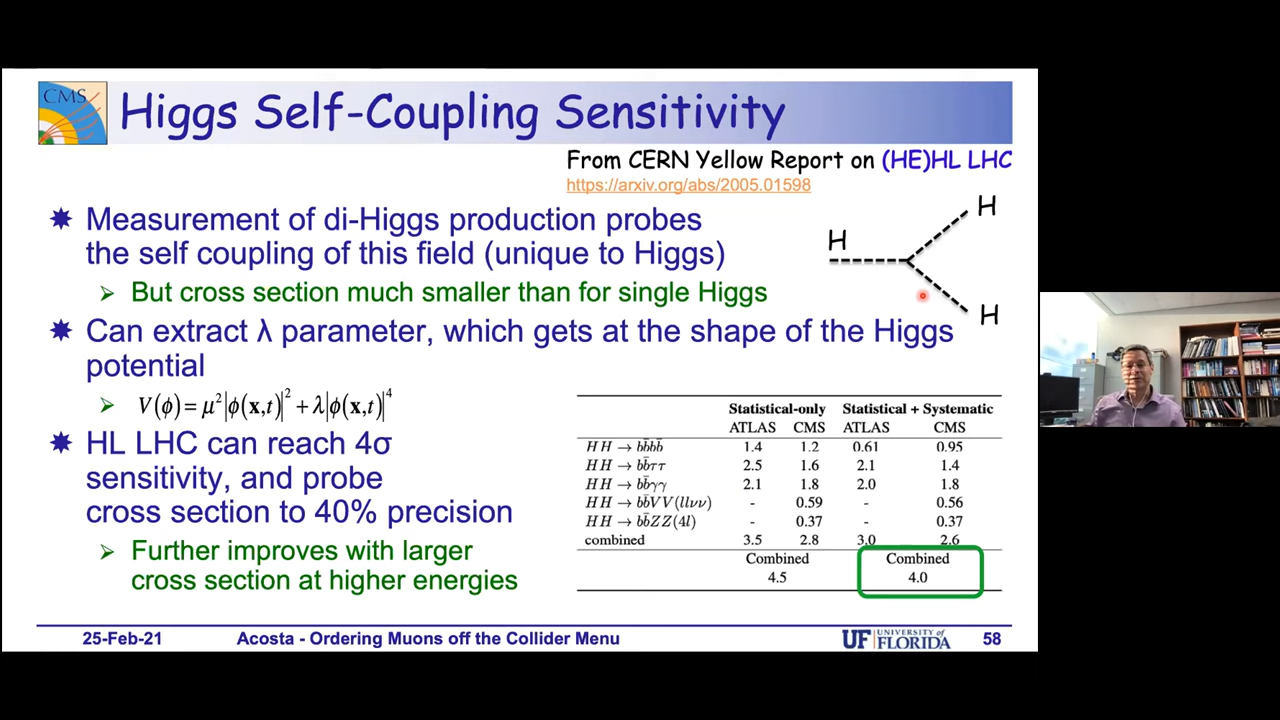 CMS
Higgs Self-Coupling Sensitivity
From CERN Yellow Report on (HE)HL LHC
https://arxiv.org/abs/2005.01598
Measurement of di-Higgs production probes
the self coupling of this field (unique to Higgs)
But cross section much smaller than for single Higgs
H
H
H
Can extract λ parameter, which gets at the shape of the Higgs
potential
V(ϕ) = μ²|ϕ(x,t)|² + λ|ϕ(x,t)|⁴
HL LHC can reach 4σ
sensitivity, and probe
cross section to 40% precision
Further improves with larger
cross section at higher energies
Statistical-only Statistical + Systematic
ATLAS CMS ATLAS CMS
HH → bb̄bb̄ 1.4 1.2 0.61 0.95
HH → bb̄ττ 2.5 1.6 2.1 1.4
HH → bb̄γγ 2.1 1.8 2.0 1.8
HH → bb̄VV(llνν) - 0.59 - 0.56
HH → bb̄ZZ(4l) - 0.37 - 0.37
combined 3.5 2.8 3.0 2.6
Combined Combined
4.5 4.0
25-Feb-21 Acosta - Ordering Muons off the Collider Menu UF UNIVERSITY of FLORIDA 58